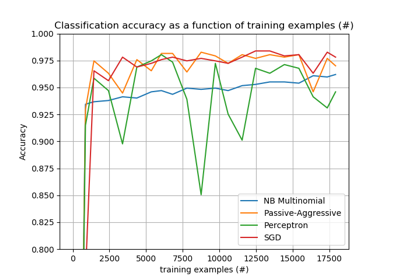 Classification accuracy as a function of training examples (#)
1.000
0.975
0.950
0.925
0.900
0.875
0.850
0.825
0.800
Accuracy
NB Multinomial
Passive-Aggressive
Perceptron
SGD
0 2500 5000 7500 10000 12500 15000 17500
training examples (#)